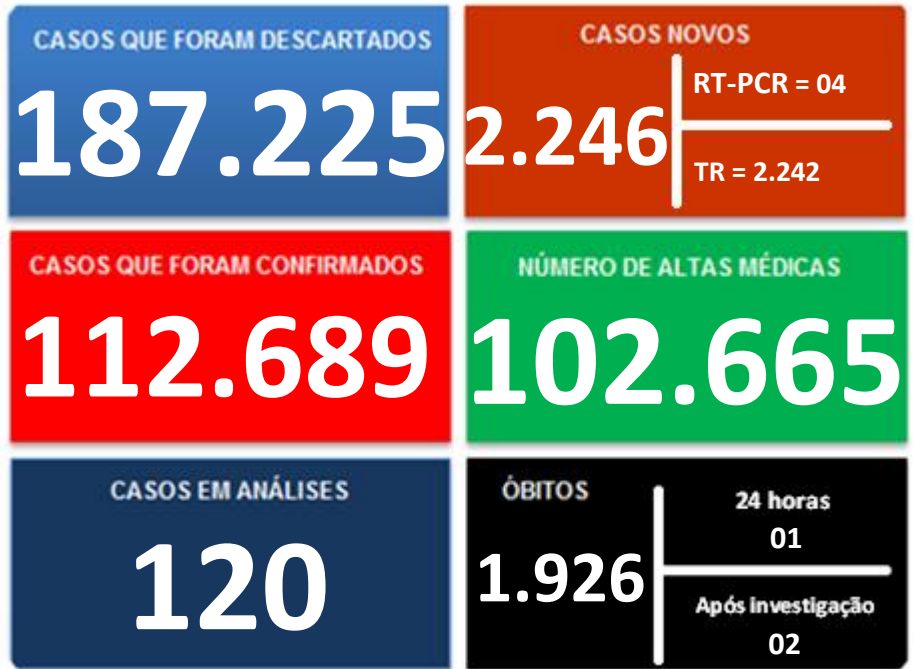 CASOS QUE FORAM DESCARTADOS
187.225
CASOS NOVOS
2.246
RT-PCR = 04
TR = 2.242
CASOS QUE FORAM CONFIRMADOS
112.689
NÚMERO DE ALTAS MÉDICAS
102.665
CASOS EM ANÁLISES
120
ÓBITOS
1.926
24 horas
01
Após investigação
02